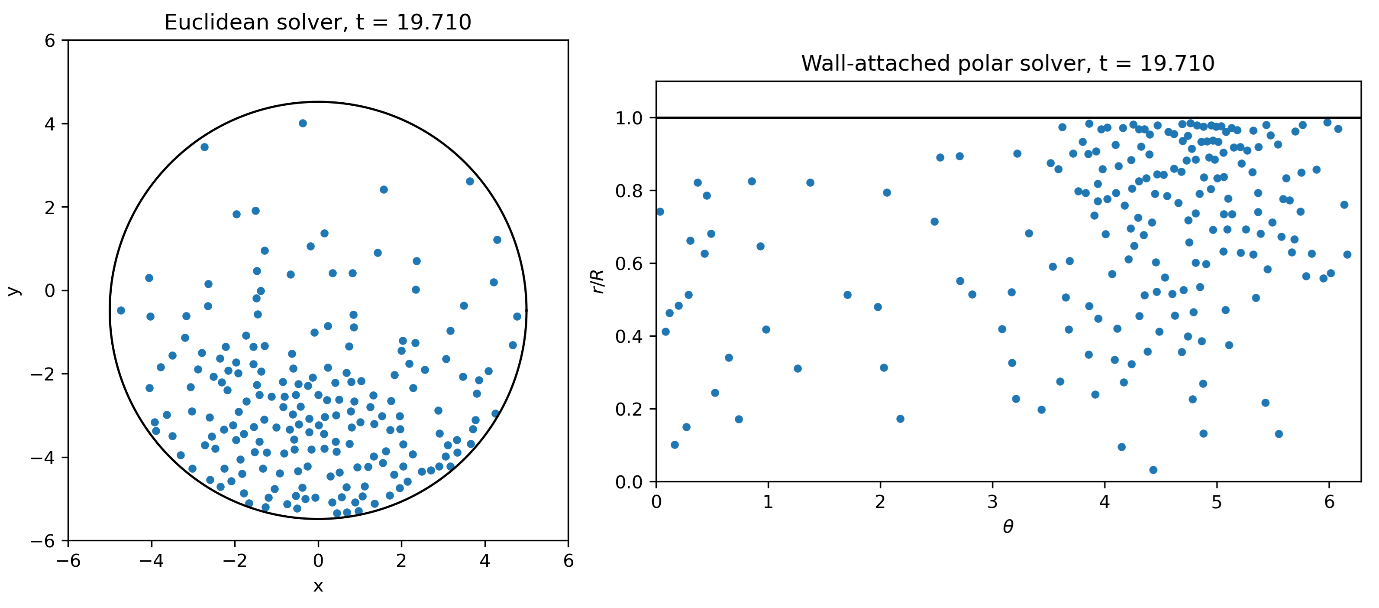 Euclidean solver, t = 19.710
6
4
2
0
−2
−4
−6
y
−6 −4 −2 0 2 4 6
x
Wall-attached polar solver, t = 19.710
1.0
0.8
0.6
0.4
0.2
0.0
r/R
0 1 2 3 4 5 6
θ